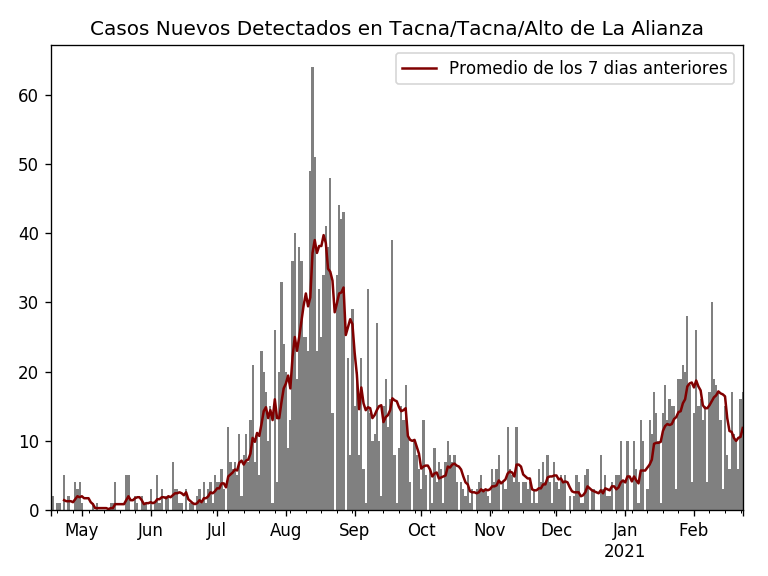 Casos Nuevos Detectados en Tacna/Tacna/Alto de La Alianza
Promedio de los 7 dias anteriores
60
50
40
30
20
10
0
May Jun Jul Aug Sep Oct Nov Dec Jan Feb
2021